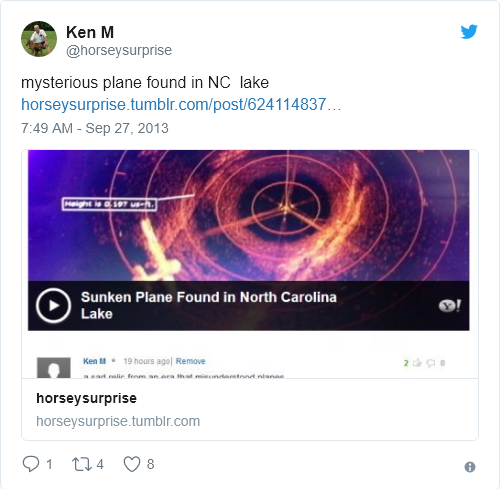 Ken M
@horseysurprise
mysterious plane found in NC lake
horseysurprise.tumblr.com/post/624114837…
7:49 AM - Sep 27, 2013
Height is 0.197 us-ft.
Sunken Plane Found in North Carolina
Lake
Y!
Ken M • 19 hours ago| Remove
2 0
a sad relic from an era that misunderstood planes
horseysurprise
horseysurprise.tumblr.com
1 4 8